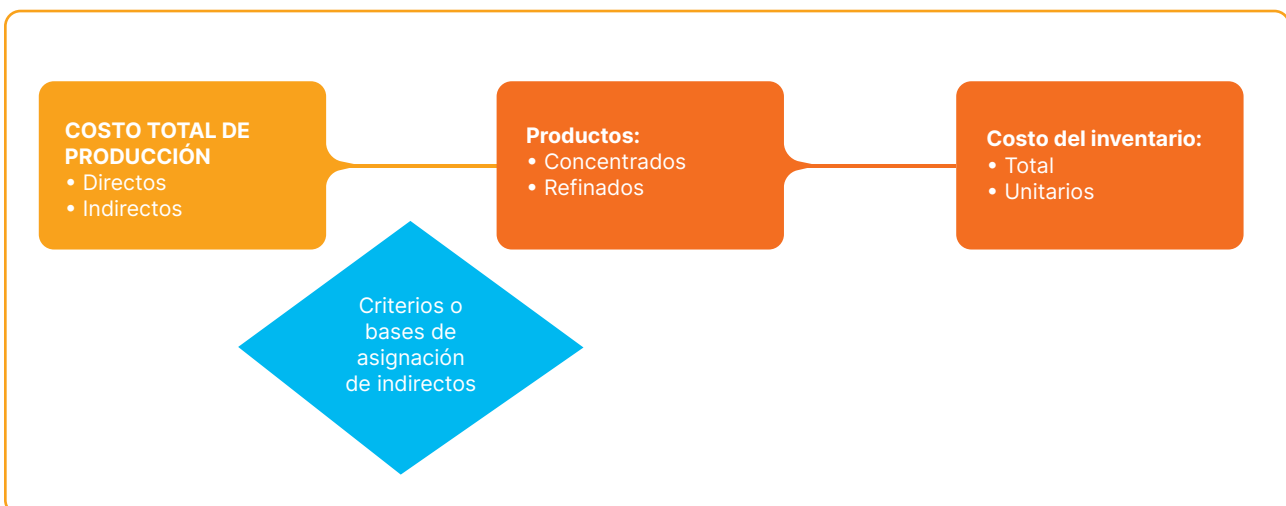 COSTO TOTAL DE
PRODUCCIÓN
• Directos
• Indirectos
Productos:
• Concentrados
• Refinados
Costo del inventario:
• Total
• Unitarios
Criterios o
bases de
asignación
de indirectos